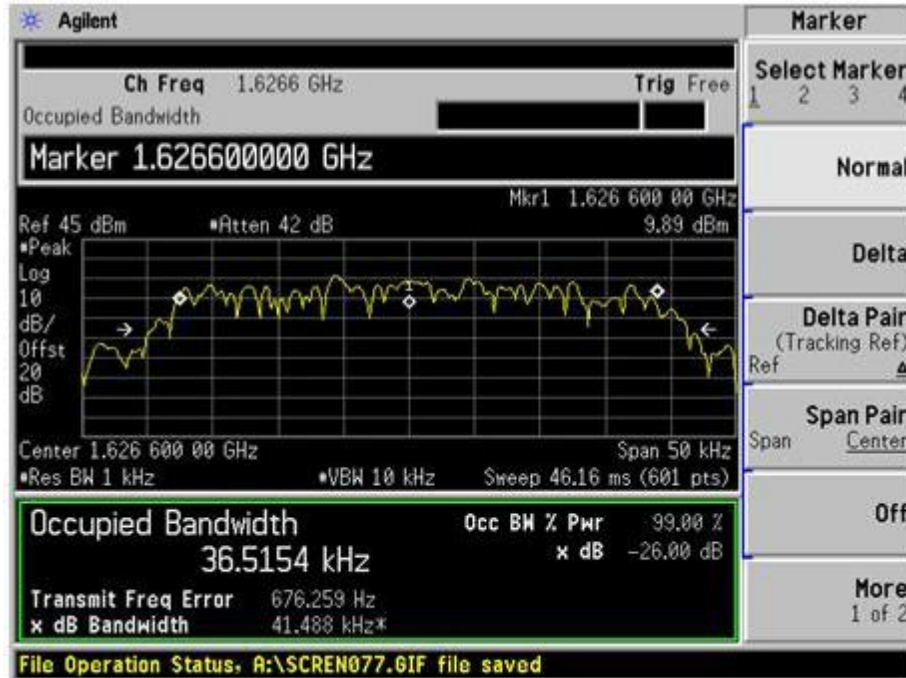 Agilent
Marker
Ch Freq 1.6266 GHz Trig Free
Occupied Bandwidth
Select Marker
1 2 3 4
Marker 1.626600000 GHz
Normal
Mkr1 1.626 600 00 GHz
Ref 45 dBm *Atten 42 dB 9.89 dBm
*Peak
Log
10
dB/
Offst
20
dB
1
Delta
Delta Pair
(Tracking Ref)
Ref Δ
Span Pair
Span Center
Center 1.626 600 00 GHz Span 50 kHz
*Res BW 1 kHz *VBW 10 kHz Sweep 46.16 ms (601 pts)
Off
Occupied Bandwidth Occ BW % Pwr 99.00 %
36.5154 kHz x dB -26.00 dB
Transmit Freq Error 676.259 Hz
x dB Bandwidth 41.488 kHz*
More
1 of 2
File Operation Status, A:\SCREN077.GIF file saved